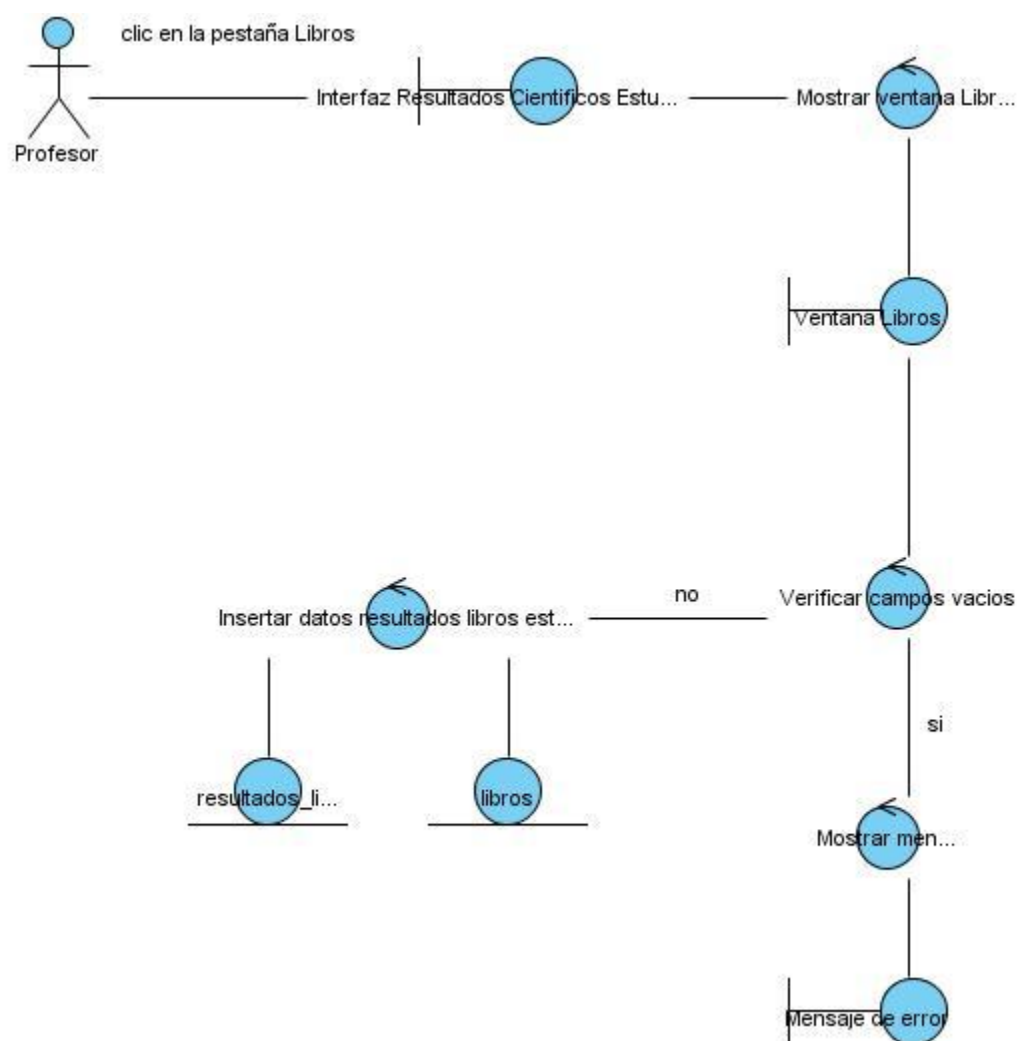 clic en la pestaña Libros
Profesor
Interfaz Resultados Cientificos Estu...
Mostrar ventana Libr...
Ventana Libros
Verificar campos vacios
no
Insertar datos resultados libros est...
si
resultados_li...
libros
Mostrar men...
Mensaje de error